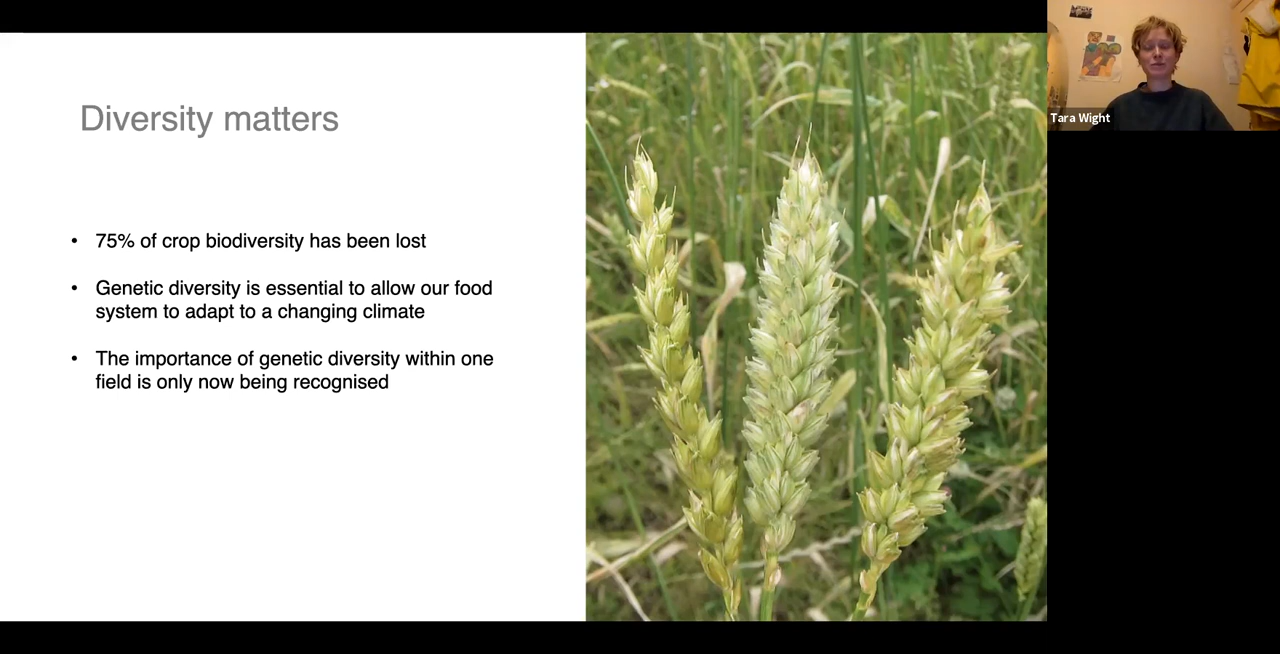 Diversity matters
• 75% of crop biodiversity has been lost
• Genetic diversity is essential to allow our food
system to adapt to a changing climate
• The importance of genetic diversity within one
field is only now being recognised
Tara Wight